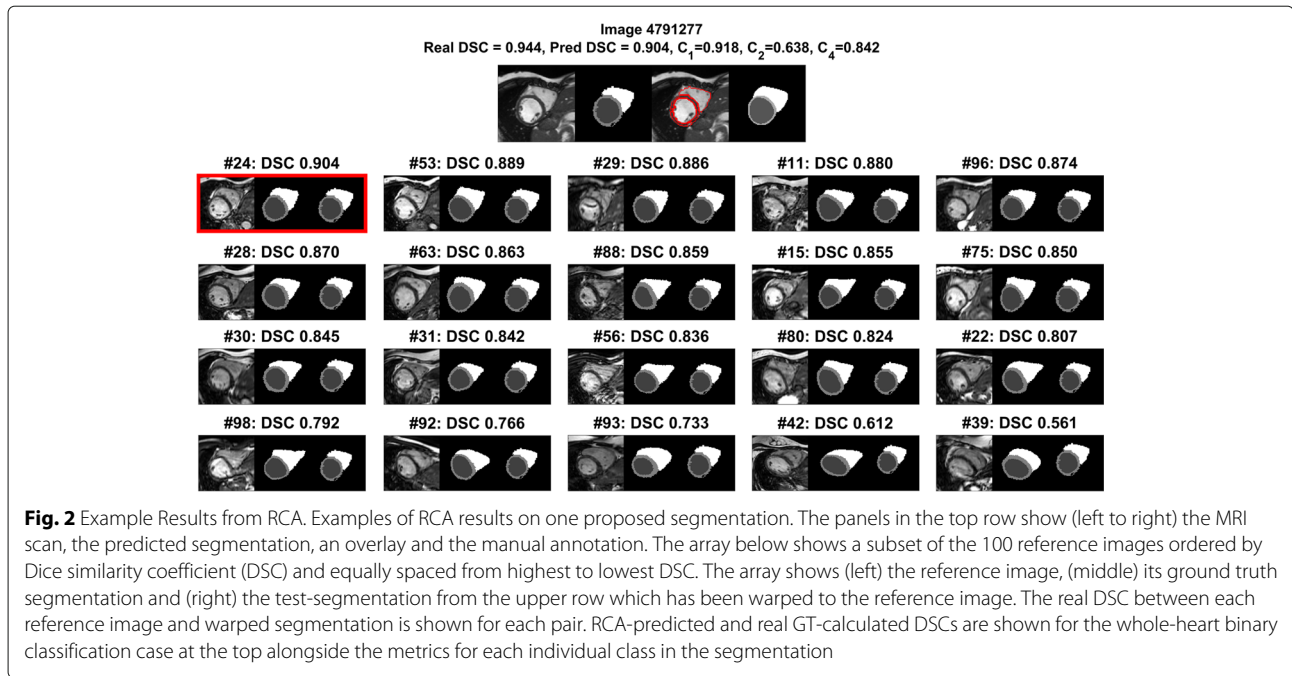 Image 4791277
Real DSC = 0.944, Pred DSC = 0.904, C1=0.918, C2=0.638, C4=0.842
#24: DSC 0.904 #53: DSC 0.889 #29: DSC 0.886 #11: DSC 0.880 #96: DSC 0.874
#28: DSC 0.870 #63: DSC 0.863 #88: DSC 0.859 #15: DSC 0.855 #75: DSC 0.850
#30: DSC 0.845 #31: DSC 0.842 #56: DSC 0.836 #80: DSC 0.824 #22: DSC 0.807
#98: DSC 0.792 #92: DSC 0.766 #93: DSC 0.733 #42: DSC 0.612 #39: DSC 0.561
Fig. 2 Example Results from RCA. Examples of RCA results on one proposed segmentation. The panels in the top row show (left to right) the MRI
scan, the predicted segmentation, an overlay and the manual annotation. The array below shows a subset of the 100 reference images ordered by
Dice similarity coefficient (DSC) and equally spaced from highest to lowest DSC. The array shows (left) the reference image, (middle) its ground truth
segmentation and (right) the test-segmentation from the upper row which has been warped to the reference image. The real DSC between each
reference image and warped segmentation is shown for each pair. RCA-predicted and real GT-calculated DSCs are shown for the whole-heart binary
classification case at the top alongside the metrics for each individual class in the segmentation